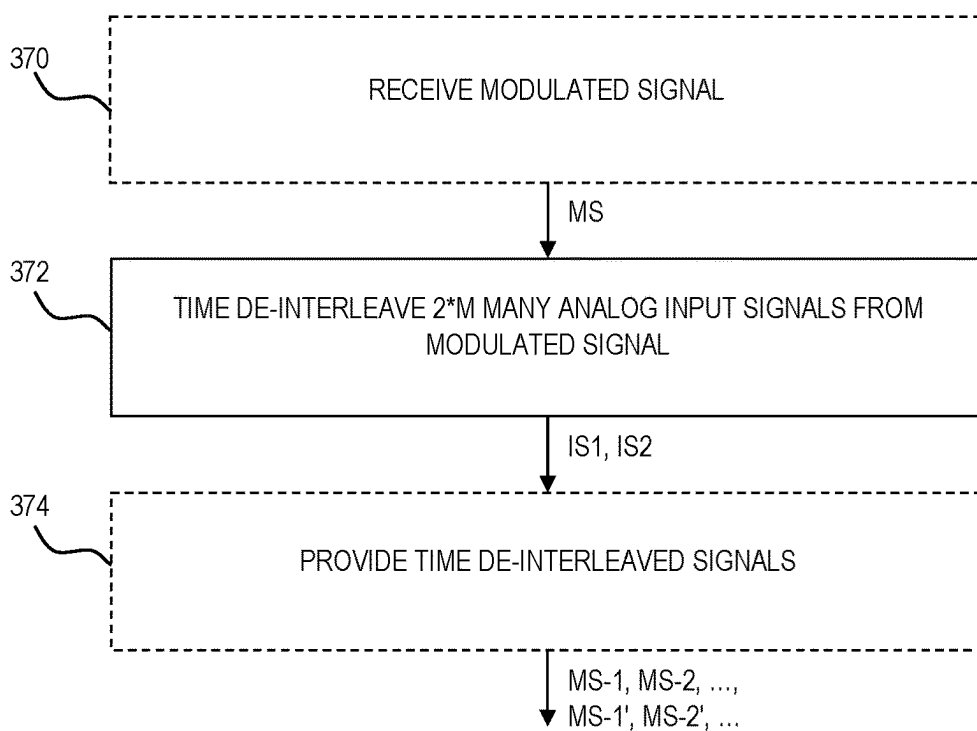 370
RECEIVE MODULATED SIGNAL
MS
372
TIME DE-INTERLEAVE 2*M MANY ANALOG INPUT SIGNALS FROM
MODULATED SIGNAL
IS1, IS2
374
PROVIDE TIME DE-INTERLEAVED SIGNALS
MS-1, MS-2, ...,
MS-1', MS-2', ...